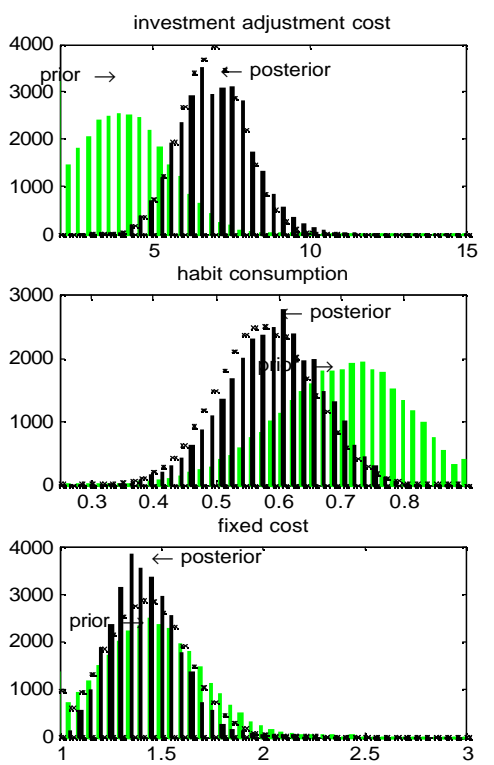 investment adjustment cost
4000
prior →
← posterior
3000
2000
1000
0
5 10 15
habit consumption
3000
← posterior
2000
prior →
1000
0
0.3 0.4 0.5 0.6 0.7 0.8
fixed cost
4000
← posterior
3000
prior →
2000
1000
0
1 1.5 2 2.5 3